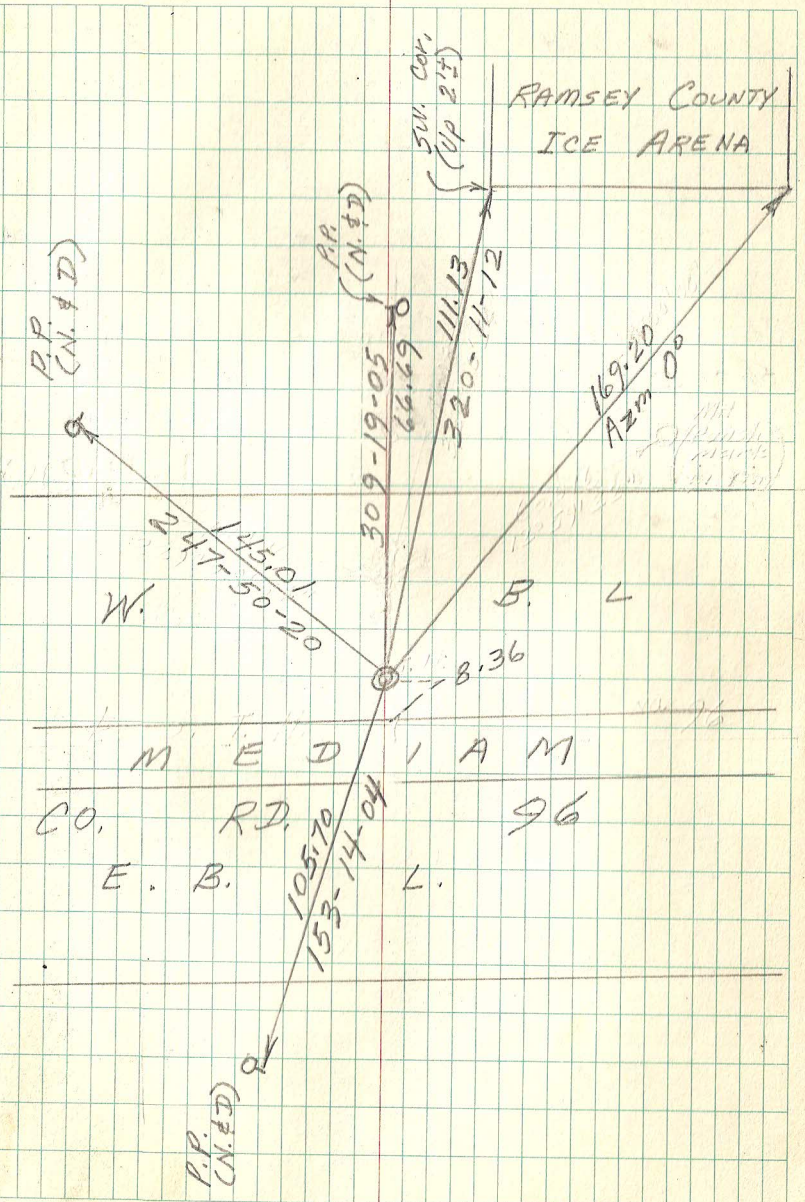 RAMSEY COUNTY
ICE ARENA
SW. Cor.
(Up 2'±)
P.P.
(N. & D)
P.P.
(N. & D)
111.13
320-11-12
309-19-05
66.69
169.20
Azm 0°
145.01
247-50-20
W.
B. L
8.36
M E D I A M
CO. RD. 96
E. B. L.
105.70
153-14-04
P.P.
(N. & D)